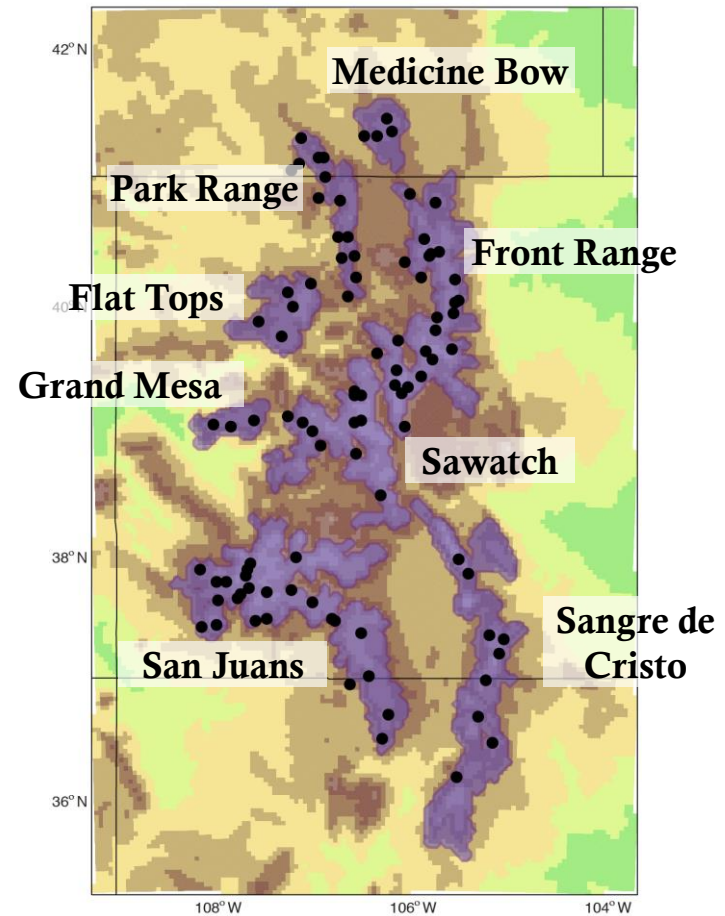 42° N
Medicine Bow
Park Range
Front Range
Flat Tops
40° N
Grand Mesa
Sawatch
38° N
Sangre de
Cristo
San Juans
36° N
108° W
106° W
104° W